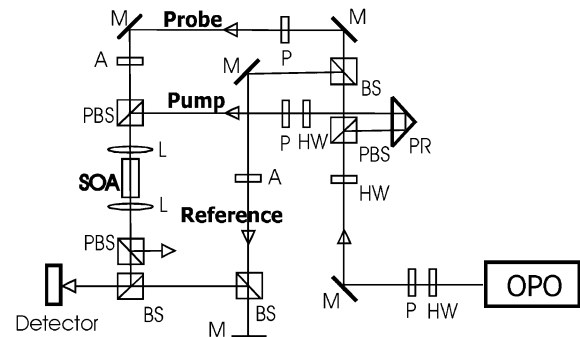 M Probe M
P
A M
BS
PBS Pump
P HW PBS PR
L
SOA A HW
L Reference
PBS
OPO
BS BS M P HW
Detector M